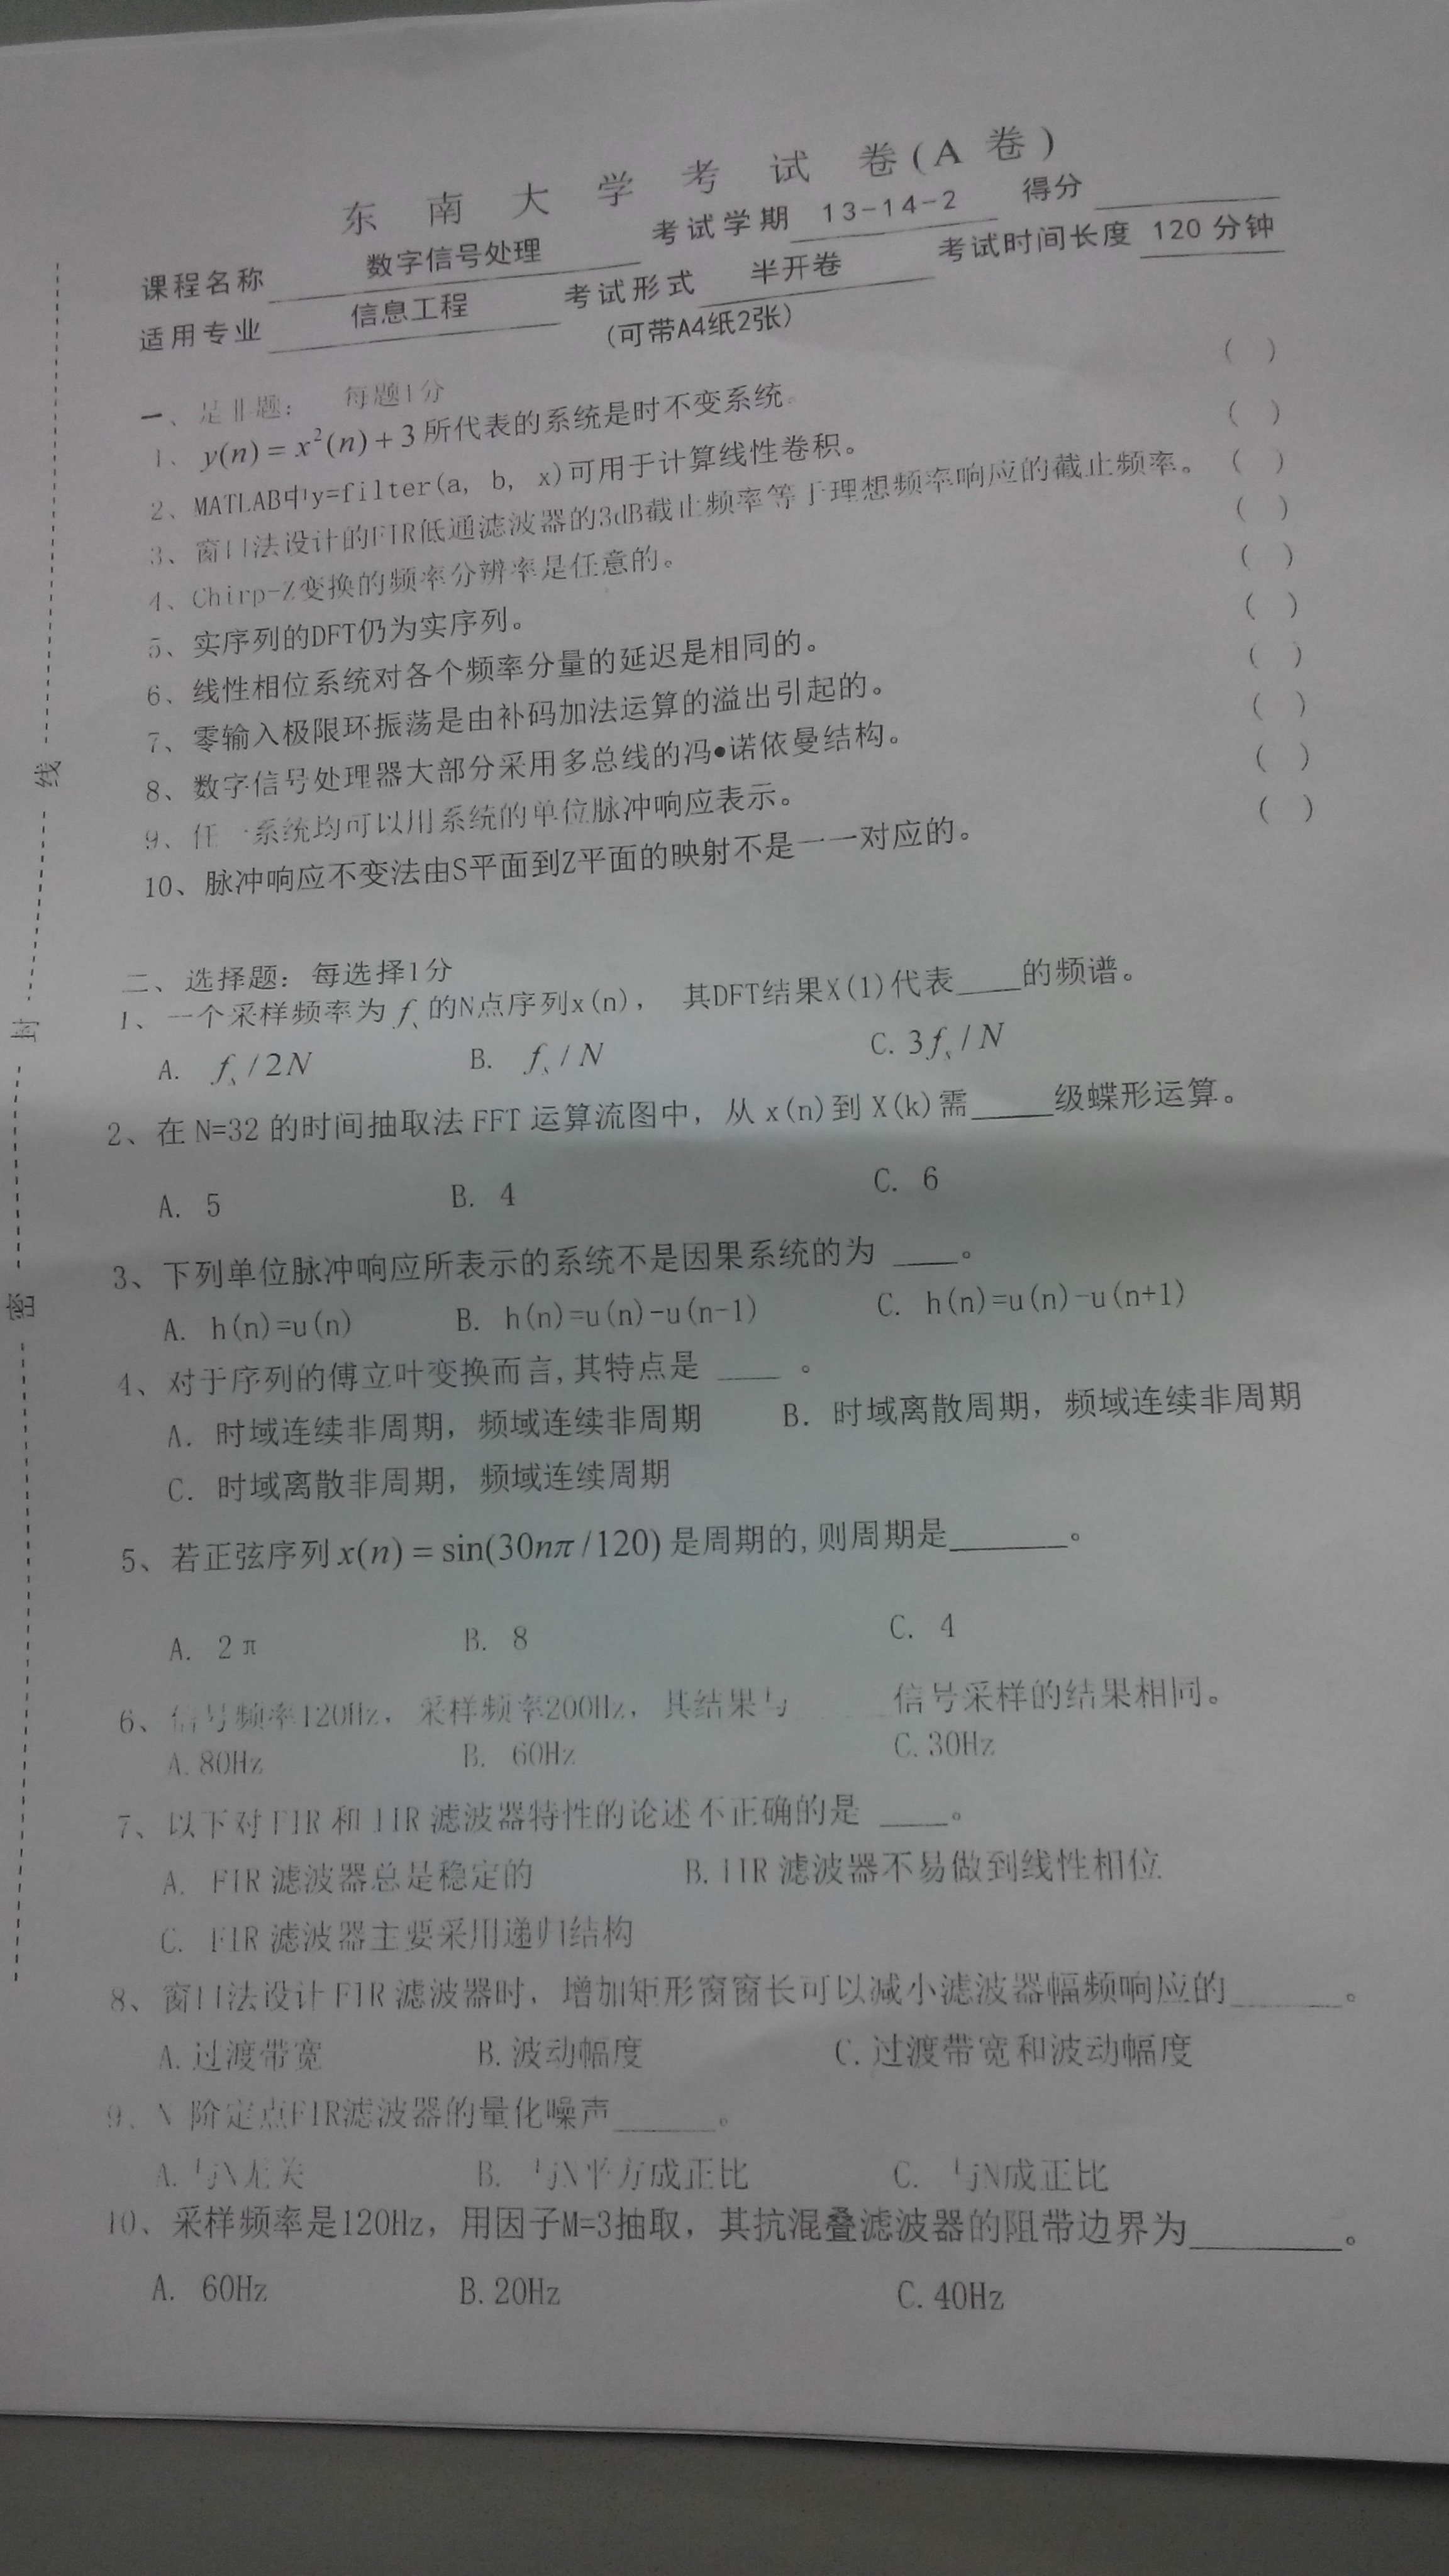 东 南 大 学 考 试 卷(A 卷)
课程名称 数字信号处理 考试学期 13-14-2 得分
适用专业 信息工程 考试形式 半开卷 考试时间长度 120 分钟
(可带A4纸2张)
一、是非题： 每题1分
1、 y(n) = x²(n) + 3 所代表的系统是时不变系统 ( )
2、MATLAB中y=filter(a, b, x)可用于计算线性卷积。 ( )
3、窗口法设计的FIR低通滤波器的3dB截止频率等于理想频率响应的截止频率。 ( )
4、Chirp-Z变换的频率分辨率是任意的。 ( )
5、实序列的DFT仍为实序列。 ( )
6、线性相位系统对各个频率分量的延迟是相同的。 ( )
7、零输入极限环振荡是由补码加法运算的溢出引起的。 ( )
8、数字信号处理器大部分采用多总线的冯•诺依曼结构。 ( )
9、任一系统均可以用系统的单位脉冲响应表示。 ( )
10、脉冲响应不变法由S平面到Z平面的映射不是一一对应的。 ( )
二、选择题：每选择1分
1、一个采样频率为 fs 的N点序列x(n)， 其DFT结果X(1)代表____的频谱。
A. fs / 2N B. fs / N C. 3fs / N
2、在 N=32 的时间抽取法 FFT 运算流图中，从 x(n)到 X(k)需_____级蝶形运算。
A. 5 B. 4 C. 6
3、下列单位脉冲响应所表示的系统不是因果系统的为 ____。
A. h(n)=u(n) B. h(n)=u(n)-u(n-1) C. h(n)=u(n)-u(n+1)
4、对于序列的傅立叶变换而言,其特点是 ____ 。
A. 时域连续非周期，频域连续非周期 B. 时域离散周期，频域连续非周期
C. 时域离散非周期，频域连续周期
5、若正弦序列 x(n) = sin(30nπ /120) 是周期的,则周期是_______。
A. 2π B. 8 C. 4
6、信号频率120Hz，采样频率200Hz，其结果与______信号采样的结果相同。
A.80Hz B. 60Hz C.30Hz
7、以下对 FIR 和 IIR 滤波器特性的论述不正确的是 ____。
A. FIR 滤波器总是稳定的 B.IIR 滤波器不易做到线性相位
C. FIR 滤波器主要采用递归结构
8、窗口法设计 FIR 滤波器时，增加矩形窗窗长可以减小滤波器幅频响应的_______。
A.过渡带宽 B.波动幅度 C.过渡带宽和波动幅度
9、N 阶定点FIR滤波器的量化噪声______。
A. 与N无关 B. 与N平方成正比 C. 与N成正比
10、采样频率是120Hz，用因子M=3抽取，其抗混叠滤波器的阻带边界为_________。
A. 60Hz B.20Hz C.40Hz
线
封
密